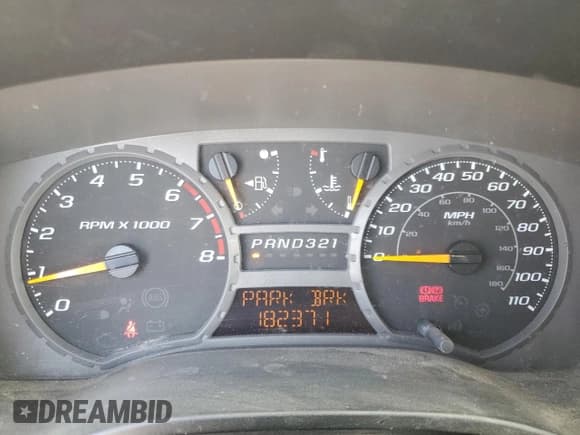 0 1 2 3 4 5 6 7 8
RPM X 1000
PRND321
PARK BRK
182371
0 10 20 30 40 50 60 70 80 90 100 110
20 40 60 80 100 120 140 160 180
MPH
km/h
BRAKE
DREAMBID